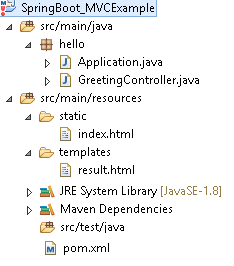 SpringBoot_MVCExample
src/main/java
hello
Application.java
GreetingController.java
src/main/resources
static
index.html
templates
result.html
JRE System Library [JavaSE-1.8]
Maven Dependencies
src/test/java
pom.xml